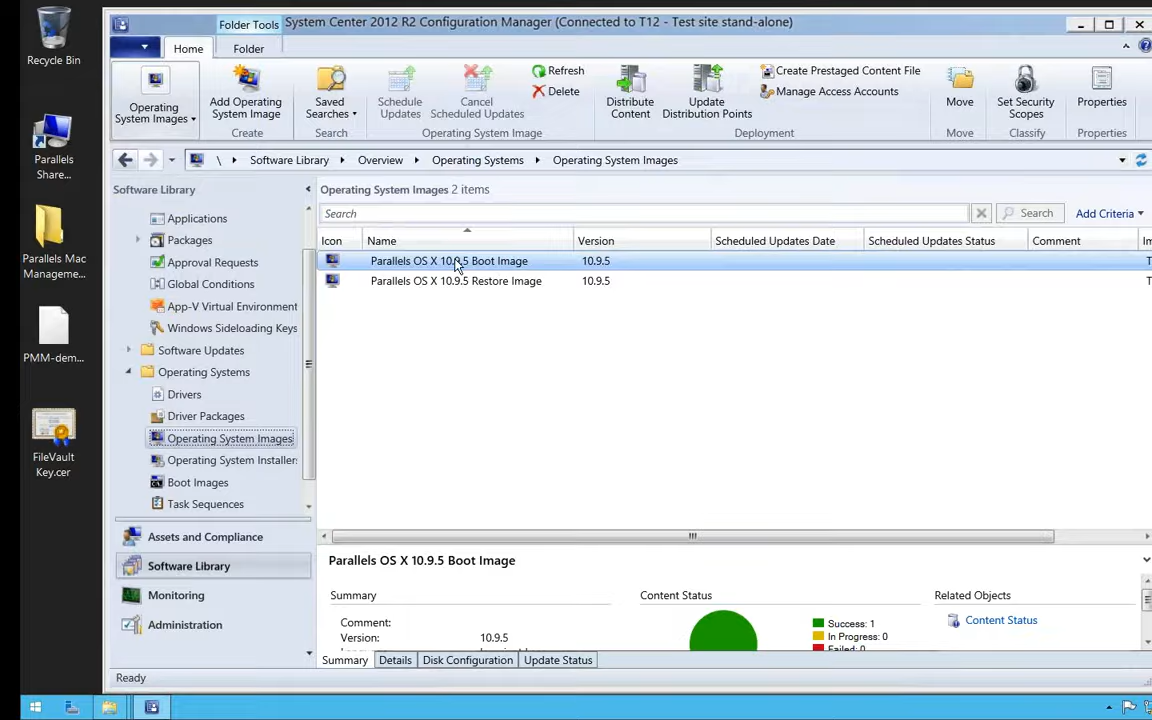 Recycle Bin
Parallels
Share...
Parallels Mac
Manageme...
PMM-dem...
FileVault
Key.cer
Folder Tools
System Center 2012 R2 Configuration Manager (Connected to T12 - Test site stand-alone)
Home
Folder
Operating
System Images
Add Operating
System Image
Create
Saved
Searches
Search
Schedule
Updates
Cancel
Scheduled Updates
Refresh
Delete
Operating System Image
Distribute
Content
Update
Distribution Points
Create Prestaged Content File
Manage Access Accounts
Deployment
Move
Move
Set Security
Scopes
Classify
Properties
Properties
\ Software Library Overview Operating Systems Operating System Images
Software Library
Applications
Packages
Approval Requests
Global Conditions
App-V Virtual Environment
Windows Sideloading Keys
Software Updates
Operating Systems
Drivers
Driver Packages
Operating System Images
Operating System Installer
Boot Images
Task Sequences
Assets and Compliance
Software Library
Monitoring
Administration
Operating System Images 2 items
Search
Search
Add Criteria
Icon Name Version Scheduled Updates Date Scheduled Updates Status Comment Im
Parallels OS X 10.9.5 Boot Image 10.9.5 T
Parallels OS X 10.9.5 Restore Image 10.9.5 T
Parallels OS X 10.9.5 Boot Image
Summary
Comment:
Version: 10.9.5
Content Status
Success: 1
In Progress: 0
Failed: 0
Related Objects
Content Status
Summary Details Disk Configuration Update Status
Ready